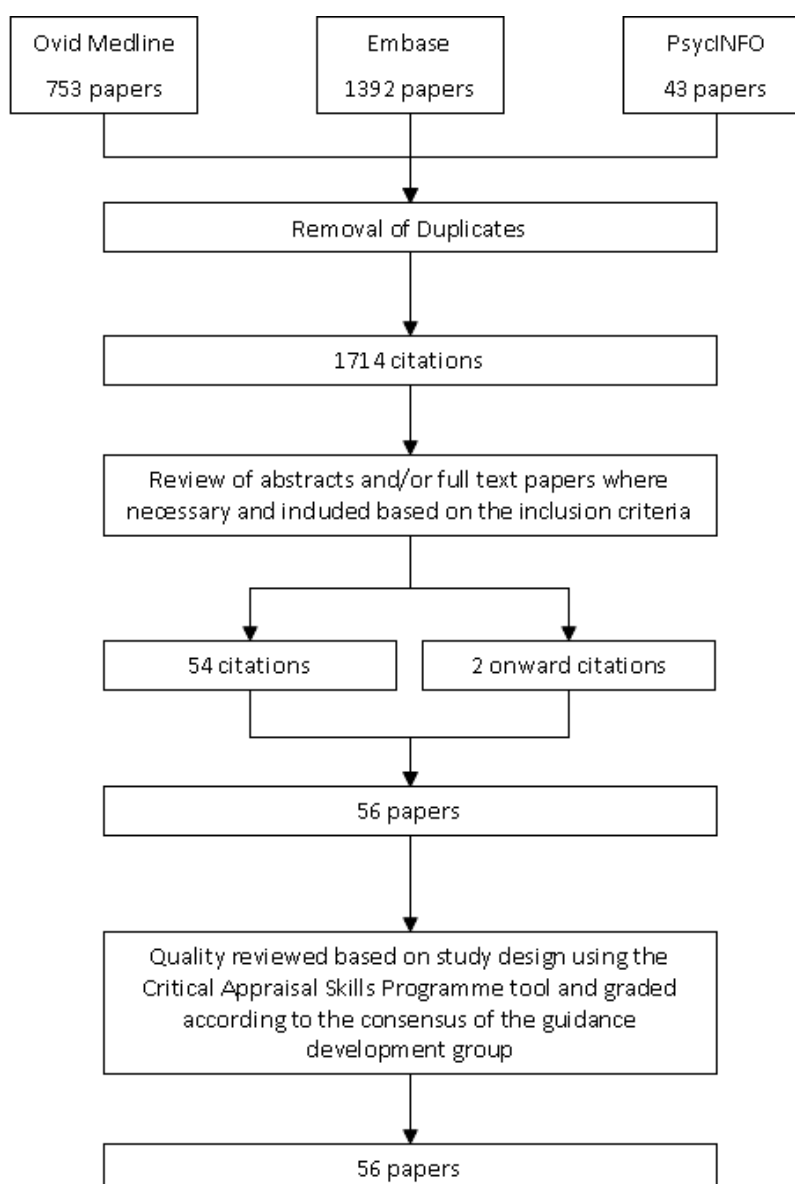 Ovid Medline
753 papers
Embase
1392 papers
PsycINFO
43 papers
Removal of Duplicates
1714 citations
Review of abstracts and/or full text papers where
necessary and included based on the inclusion criteria
54 citations
2 onward citations
56 papers
Quality reviewed based on study design using the
Critical Appraisal Skills Programme tool and graded
according to the consensus of the guidance
development group
56 papers